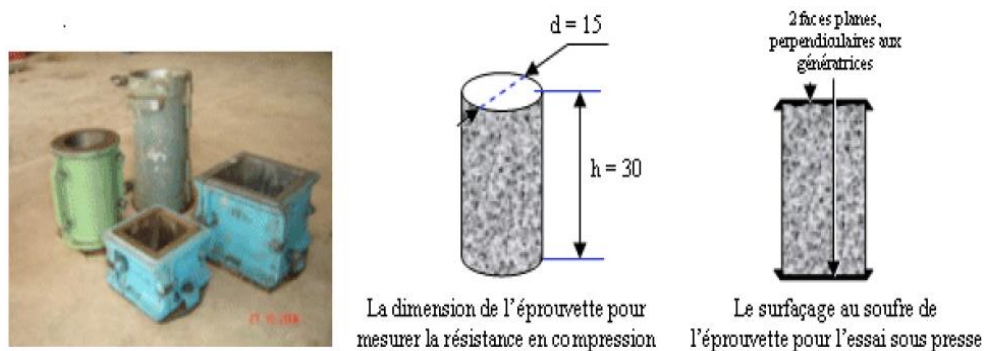 d = 15
h = 30
La dimension de l'éprouvette pour
mesurer la résistance en compression
2 faces planes,
perpendiculaires aux
génératrices
Le surfaçage au soufre de
l'éprouvette pour l'essai sous presse